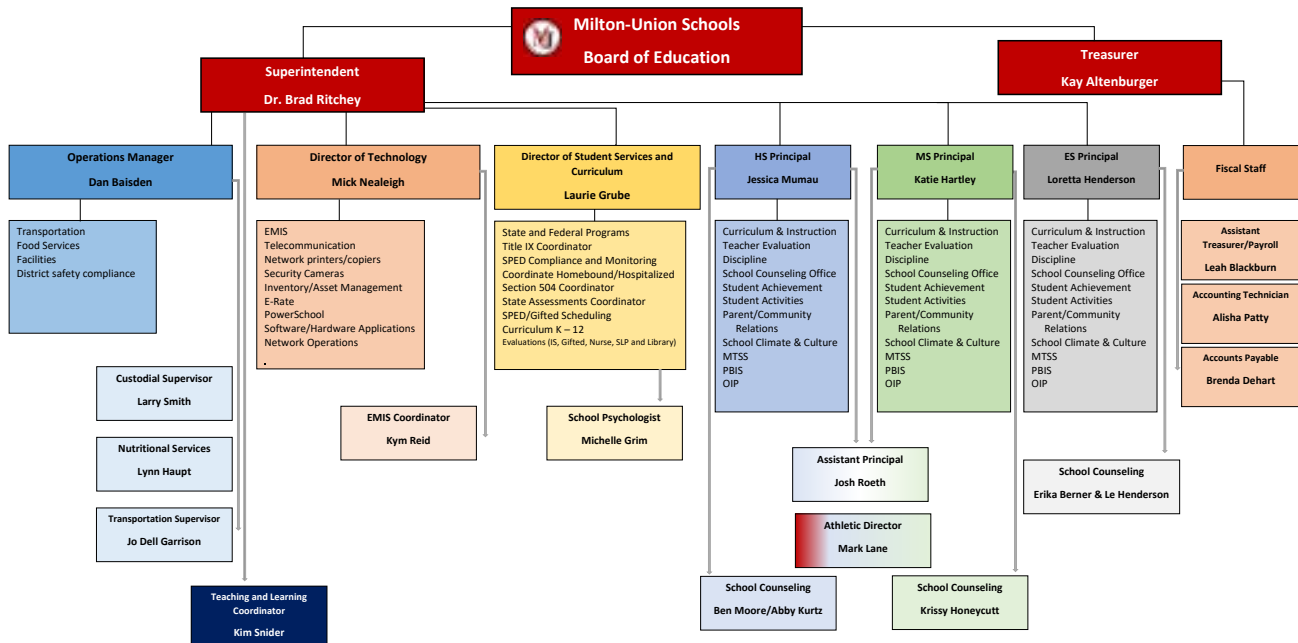 Milton-Union Schools
Board of Education
Superintendent
Dr. Brad Ritchey
Treasurer
Kay Altenburger
Operations Manager
Dan Baisden
Transportation
Food Services
Facilities
District safety compliance
Custodial Supervisor
Larry Smith
Nutritional Services
Lynn Haupt
Transportation Supervisor
Jo Dell Garrison
Teaching and Learning
Coordinator
Kim Snider
Director of Technology
Mick Nealeigh
EMIS
Telecommunication
Network printers/copiers
Security Cameras
Inventory/Asset Management
E-Rate
PowerSchool
Software/Hardware Applications
Network Operations
.
EMIS Coordinator
Kym Reid
Director of Student Services and
Curriculum
Laurie Grube
State and Federal Programs
Title IX Coordinator
SPED Compliance and Monitoring
Coordinate Homebound/Hospitalized
Section 504 Coordinator
State Assessments Coordinator
SPED/Gifted Scheduling
Curriculum K – 12
Evaluations (IS, Gifted, Nurse, SLP and Library)
School Psychologist
Michelle Grim
HS Principal
Jessica Mumau
Curriculum & Instruction
Teacher Evaluation
Discipline
School Counseling Office
Student Achievement
Student Activities
Parent/Community
Relations
School Climate & Culture
MTSS
PBIS
OIP
MS Principal
Katie Hartley
Curriculum & Instruction
Teacher Evaluation
Discipline
School Counseling Office
Student Achievement
Student Activities
Parent/Community
Relations
School Climate & Culture
MTSS
PBIS
OIP
ES Principal
Loretta Henderson
Curriculum & Instruction
Teacher Evaluation
Discipline
School Counseling Office
Student Achievement
Student Activities
Parent/Community
Relations
School Climate & Culture
MTSS
PBIS
OIP
Fiscal Staff
Assistant
Treasurer/Payroll
Leah Blackburn
Accounting Technician
Alisha Patty
Accounts Payable
Brenda Dehart
Assistant Principal
Josh Roeth
Athletic Director
Mark Lane
School Counseling
Ben Moore/Abby Kurtz
School Counseling
Krissy Honeycutt
School Counseling
Erika Berner & Le Henderson